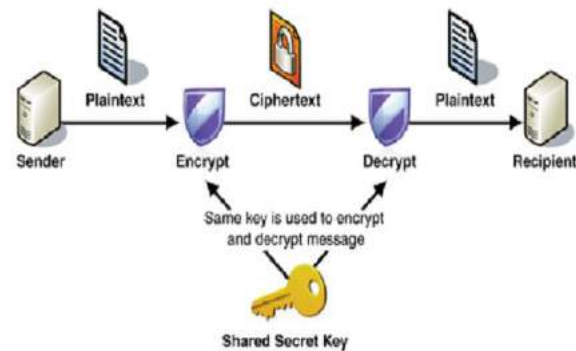 Plaintext
Ciphertext
Plaintext
Sender
Encrypt
Decrypt
Recipient
Same key is used to encrypt
and decrypt message
Shared Secret Key